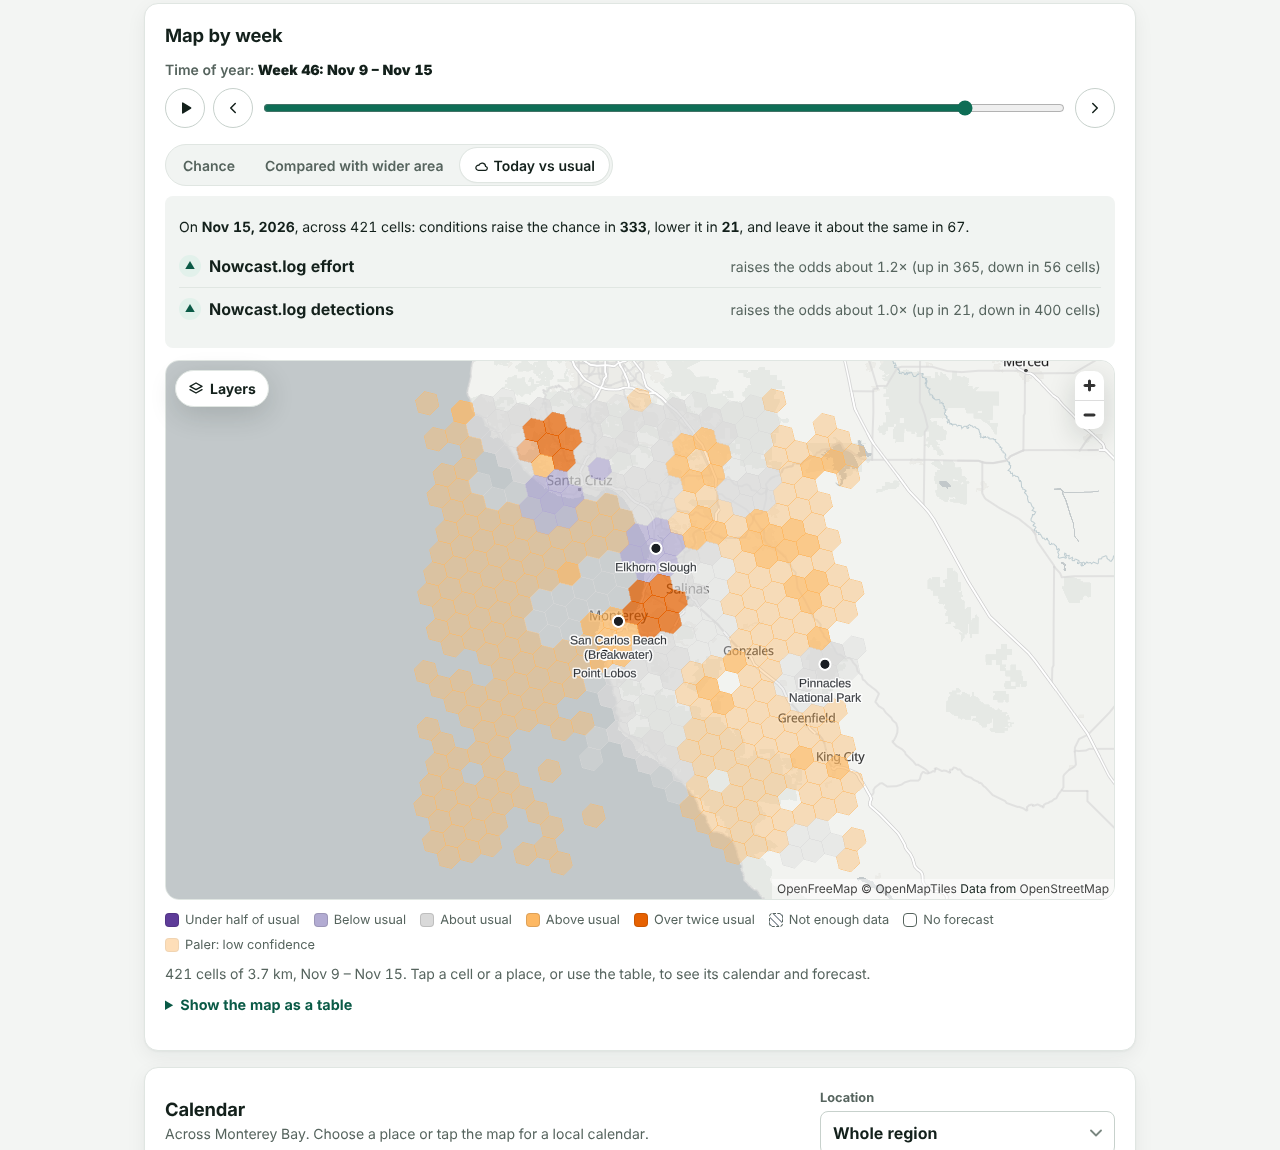 Map by week
Time of year: Week 46: Nov 9 – Nov 15
Chance
Compared with wider area
Today vs usual
On Nov 15, 2026, across 421 cells: conditions raise the chance in 333, lower it in 21, and leave it about the same in 67.
Nowcast.log effort
raises the odds about 1.2× (up in 365, down in 56 cells)
Nowcast.log detections
raises the odds about 1.0× (up in 21, down in 400 cells)
Layers
Merced
+
−
Santa Cruz
Elkhorn Slough
Salinas
Monterey
San Carlos Beach
(Breakwater)
Point Lobos
Gonzales
Pinnacles
National Park
Greenfield
King City
OpenFreeMap © OpenMapTiles Data from OpenStreetMap
Under half of usual
Below usual
About usual
Above usual
Over twice usual
Not enough data
No forecast
Paler: low confidence
421 cells of 3.7 km, Nov 9 – Nov 15. Tap a cell or a place, or use the table, to see its calendar and forecast.
Show the map as a table
Calendar
Across Monterey Bay. Choose a place or tap the map for a local calendar.
Location
Whole region